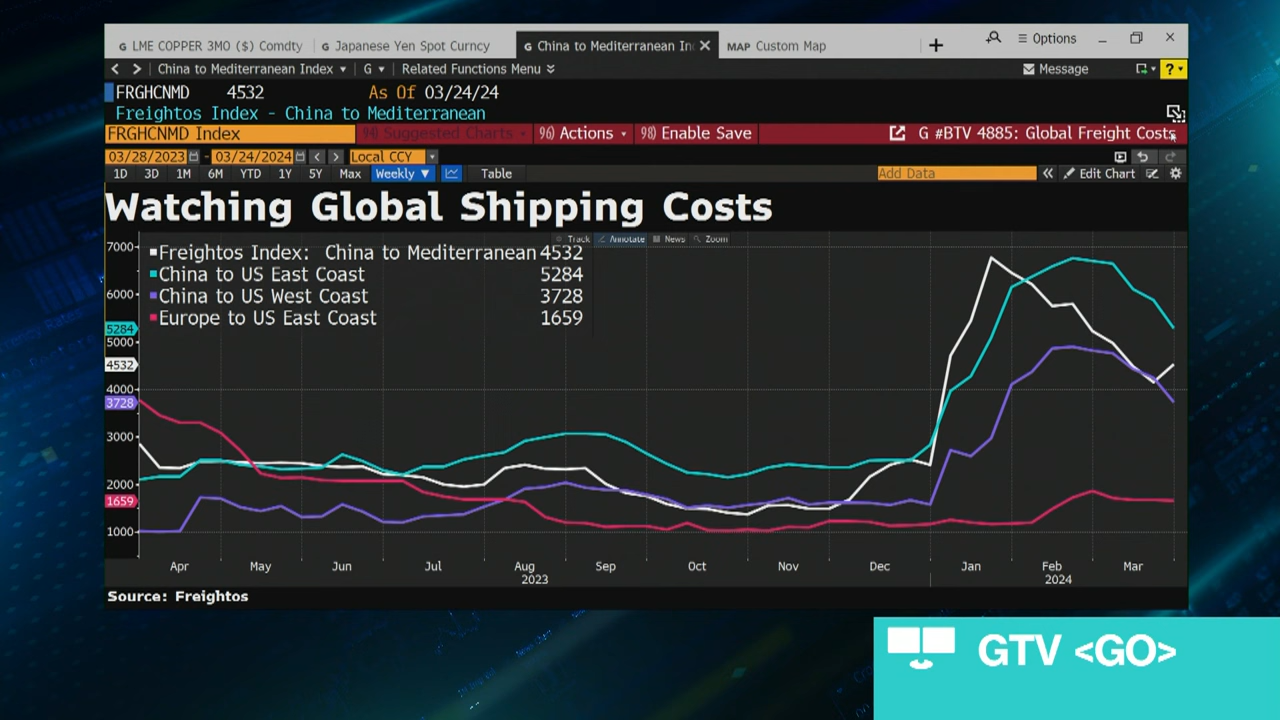 G LME COPPER 3MO ($) Comdty G Japanese Yen Spot Curncy G China to Mediterranean In MAP Custom Map + Options
China to Mediterranean Index G Related Functions Menu Message ?
FRGHCNMD 4532 As Of 03/24/24
Freightos Index - China to Mediterranean
FRGHCNMD Index 94) Suggested Charts 96) Actions 98) Enable Save G #BTV 4885: Global Freight Costs
03/28/2023 - 03/24/2024 Local CCY
1D 3D 1M 6M YTD 1Y 5Y Max Weekly Table Add Data « Edit Chart
Watching Global Shipping Costs
Track Annotate News Zoom
Freightos Index: China to Mediterranean 4532
China to US East Coast 5284
China to US West Coast 3728
Europe to US East Coast 1659
7000
6000
5284
5000
4532
4000
3728
3000
2000
1659
1000
Apr May Jun Jul Aug Sep Oct Nov Dec Jan Feb Mar
2023 2024
Source: Freightos
GTV <GO>